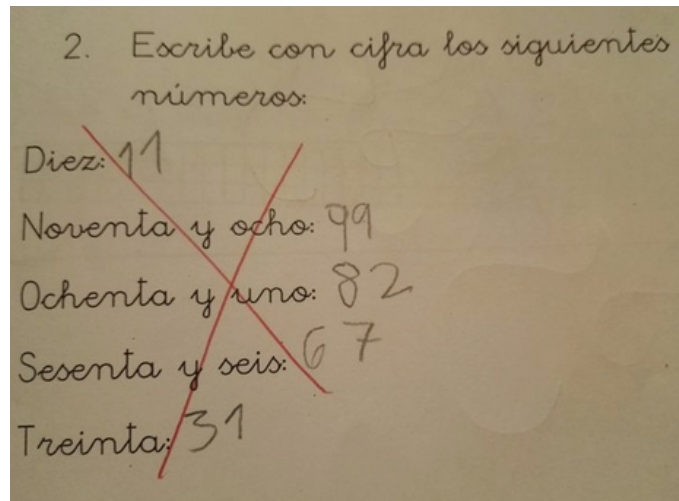 2. Escribe con cifra los siguientes
números:
Diez: 11
Noventa y ocho: 99
Ochenta y uno: 82
Sesenta y seis: 67
Treinta: 31